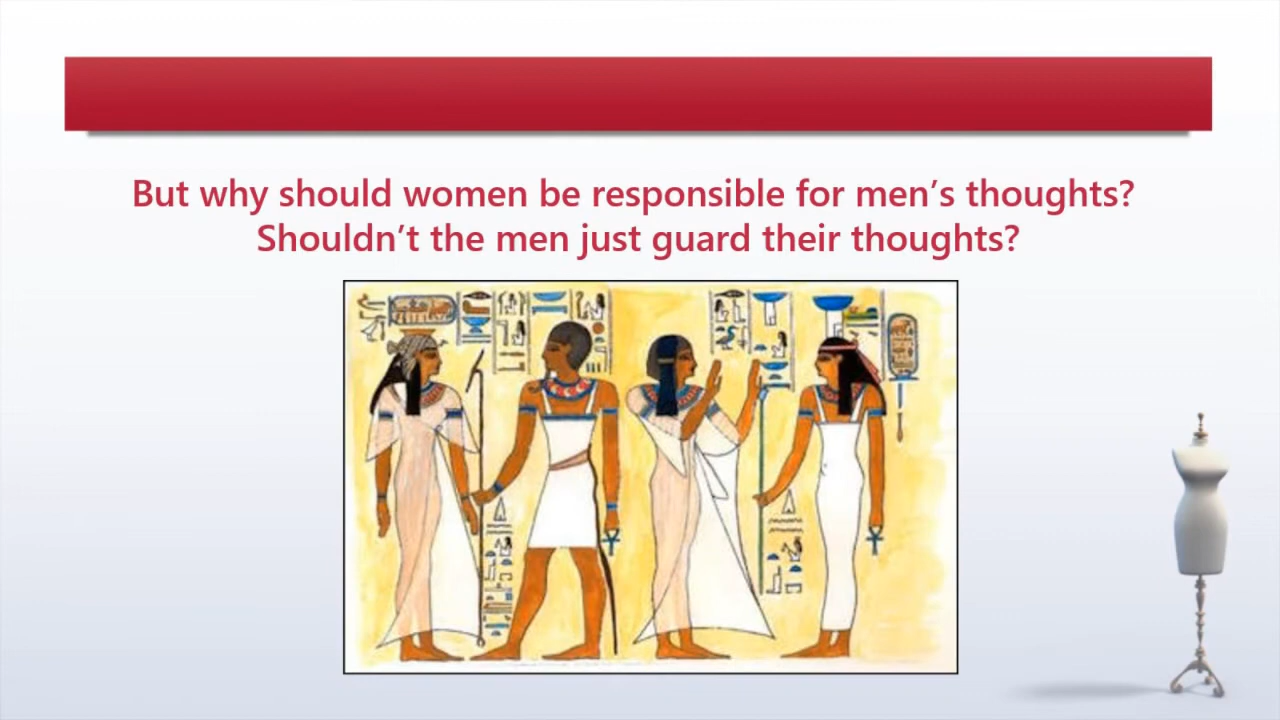 But why should women be responsible for men’s thoughts?
Shouldn’t the men just guard their thoughts?